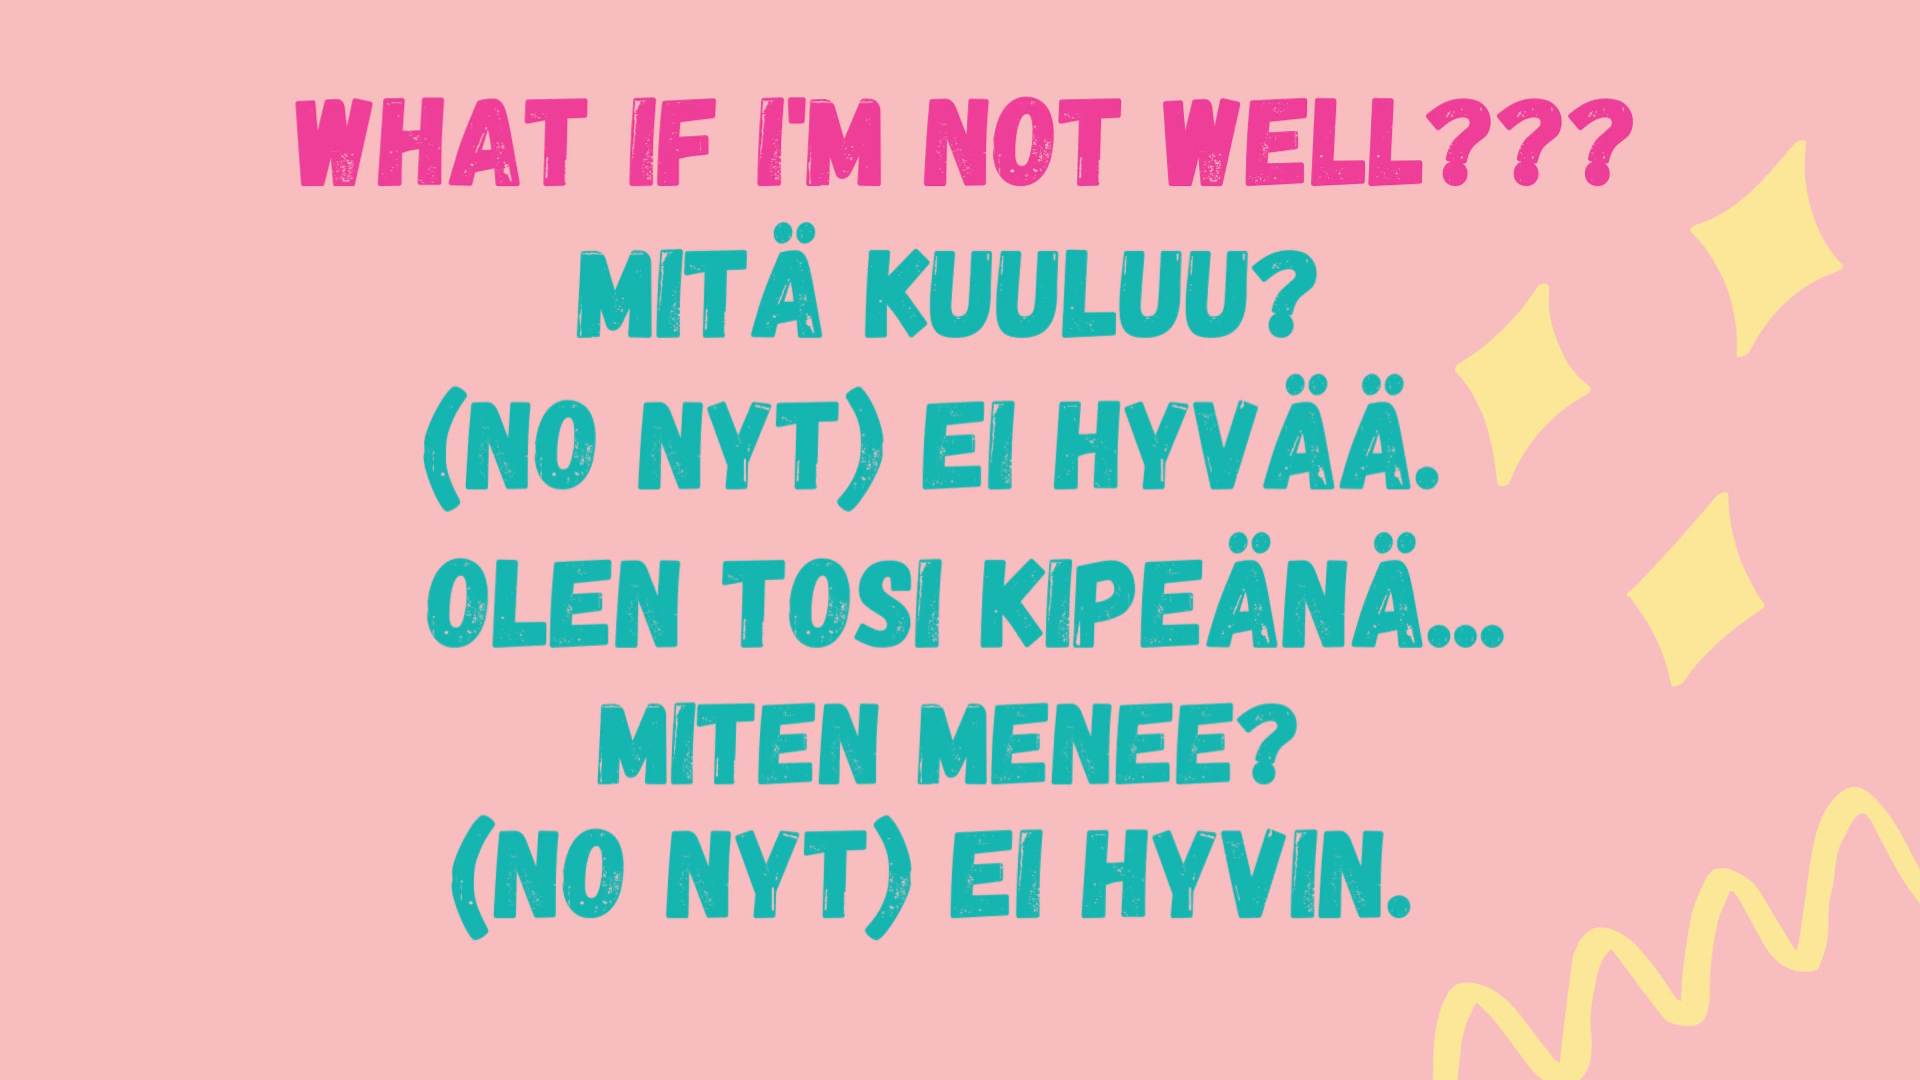 WHAT IF I'M NOT WELL???
MITÄ KUULUU?
(NO NYT) EI HYVÄÄ.
OLEN TOSI KIPEÄNÄ...
MITEN MENEE?
(NO NYT) EI HYVIN.